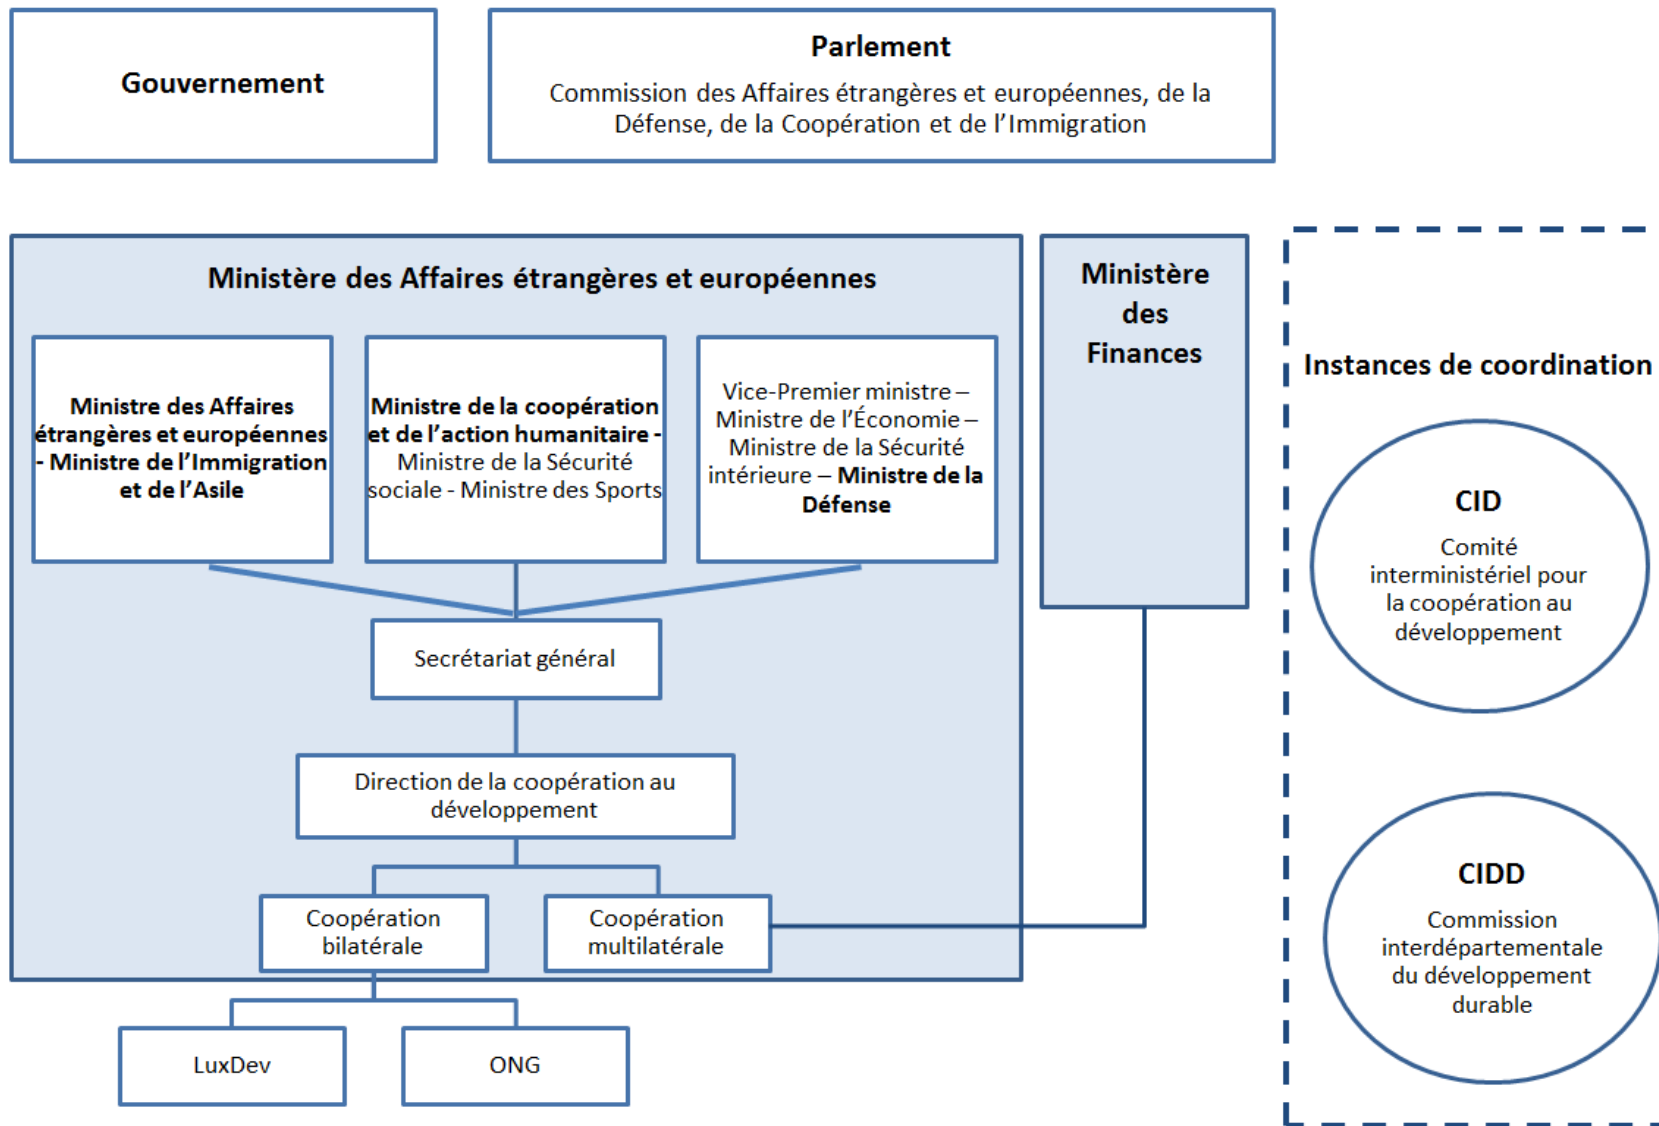 Gouvernement
Parlement
Commission des Affaires étrangères et européennes, de la
Défense, de la Coopération et de l’Immigration
Ministère des Affaires étrangères et européennes
Ministre des Affaires
étrangères et européennes
- Ministre de l’Immigration
et de l’Asile
Ministre de la coopération
et de l’action humanitaire -
Ministre de la Sécurité
sociale - Ministre des Sports
Vice-Premier ministre –
Ministre de l’Économie –
Ministre de la Sécurité
intérieure – Ministre de la
Défense
Secrétariat général
Direction de la coopération au
développement
Coopération
bilatérale
Coopération
multilatérale
LuxDev
ONG
Ministère
des
Finances
Instances de coordination
CID
Comité
interministériel pour
la coopération au
développement
CIDD
Commission
interdépartementale
du développement
durable